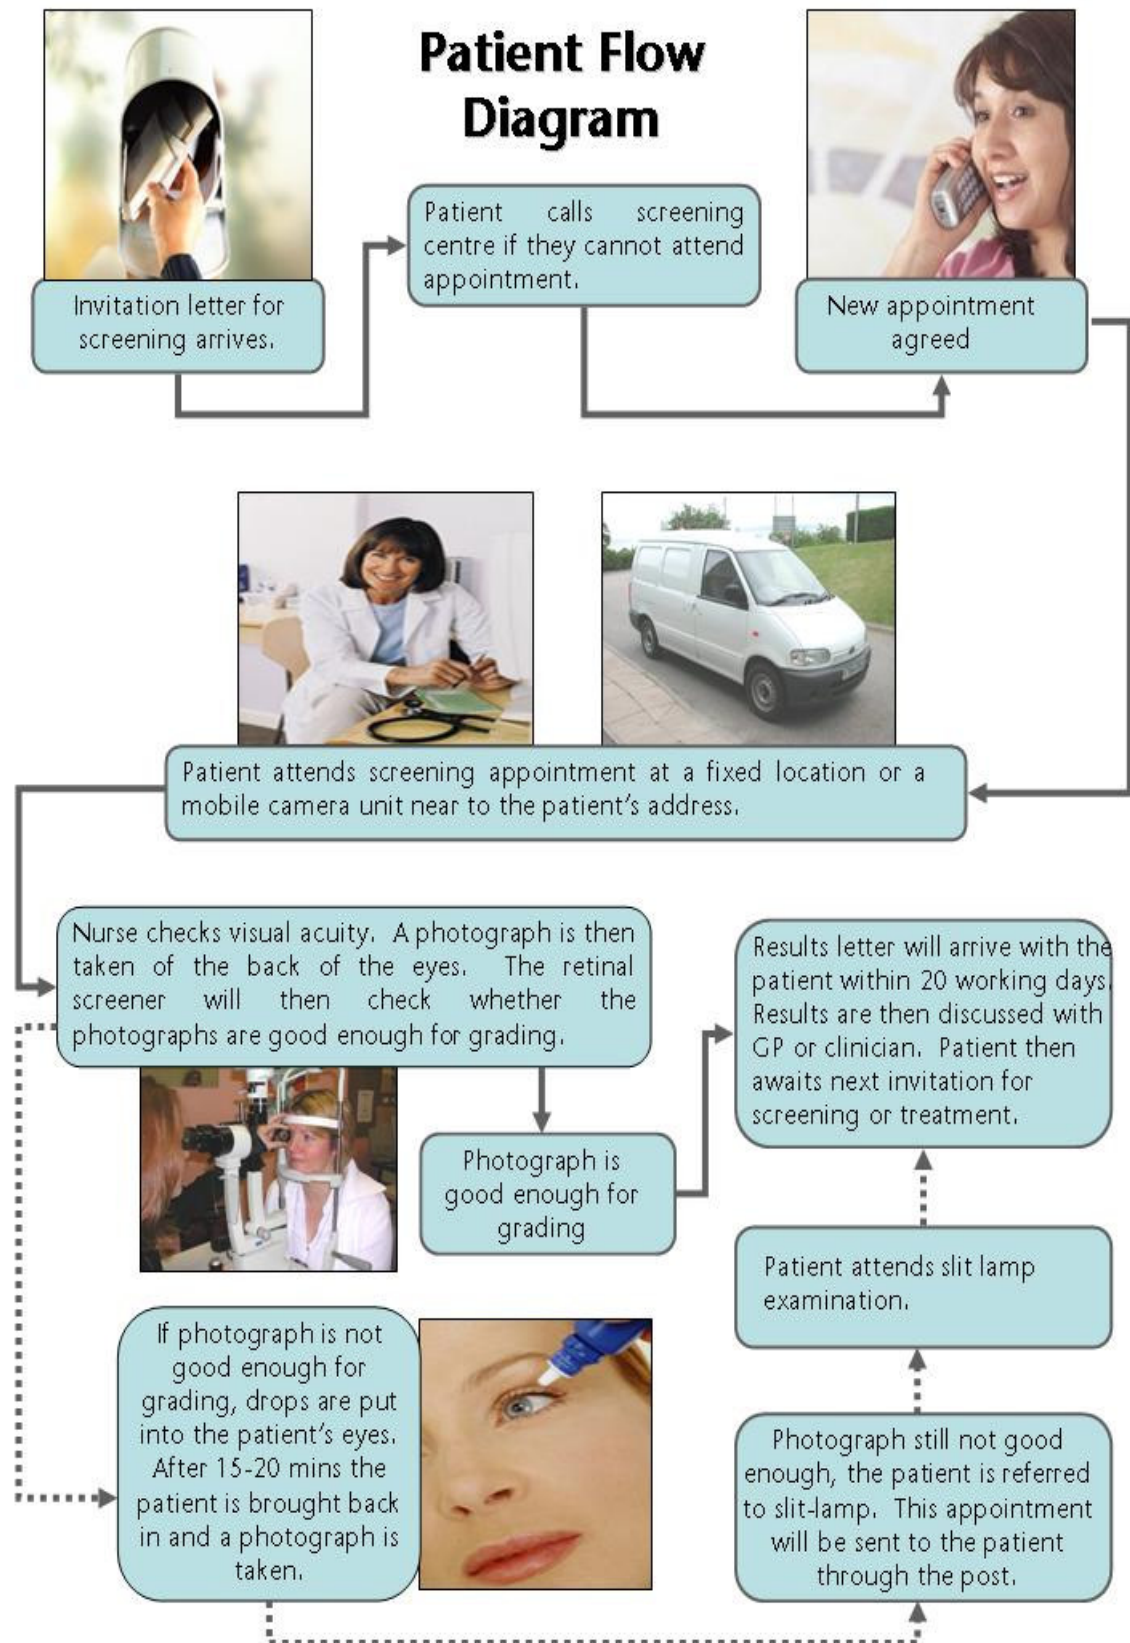 Patient Flow
Diagram
Invitation letter for
screening arrives.
Patient calls screening
centre if they cannot attend
appointment.
New appointment
agreed
Patient attends screening appointment at a fixed location or a
mobile camera unit near to the patient's address.
Nurse checks visual acuity. A photograph is then
taken of the back of the eyes. The retinal
screener will then check whether the
photographs are good enough for grading.
Photograph is
good enough for
grading
Results letter will arrive with the
patient within 20 working days.
Results are then discussed with
GP or clinician. Patient then
awaits next invitation for
screening or treatment.
Patient attends slit lamp
examination.
If photograph is not
good enough for
grading, drops are put
into the patient's eyes.
After 15-20 mins the
patient is brought back
in and a photograph is
taken.
Photograph still not good
enough, the patient is referred
to slit-lamp. This appointment
will be sent to the patient
through the post.